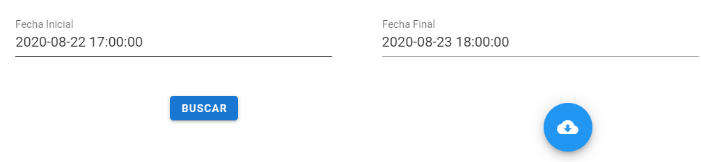 Fecha Inicial
2020-08-22 17:00:00
Fecha Final
2020-08-23 18:00:00
BUSCAR